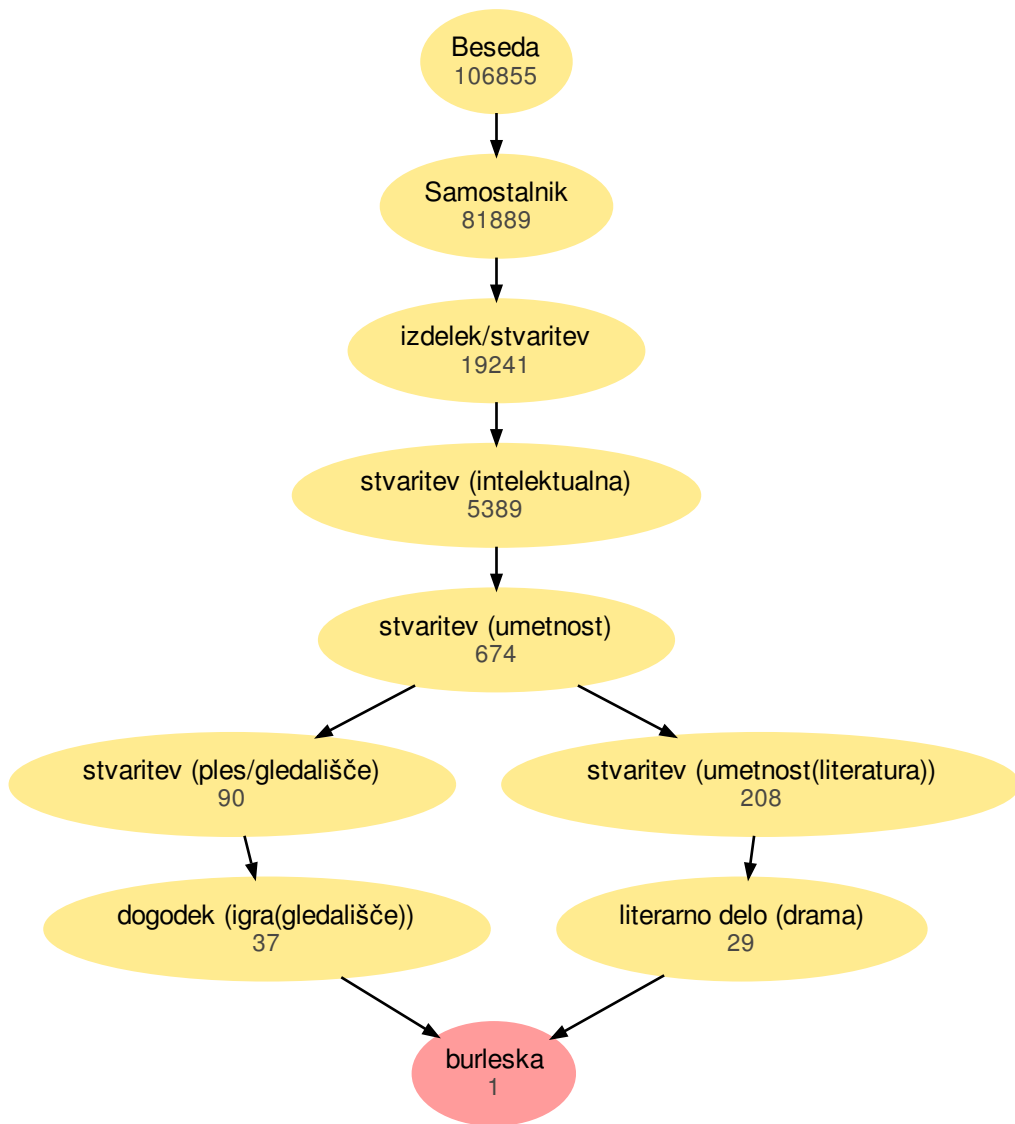 Beseda
106855
Samostalnik
81889
izdelek/stvaritev
19241
stvaritev (intelektualna)
5389
stvaritev (umetnost)
674
stvaritev (ples/gledališče)
90
stvaritev (umetnost(literatura))
208
dogodek (igra(gledališče))
37
literarno delo (drama)
29
burleska
1